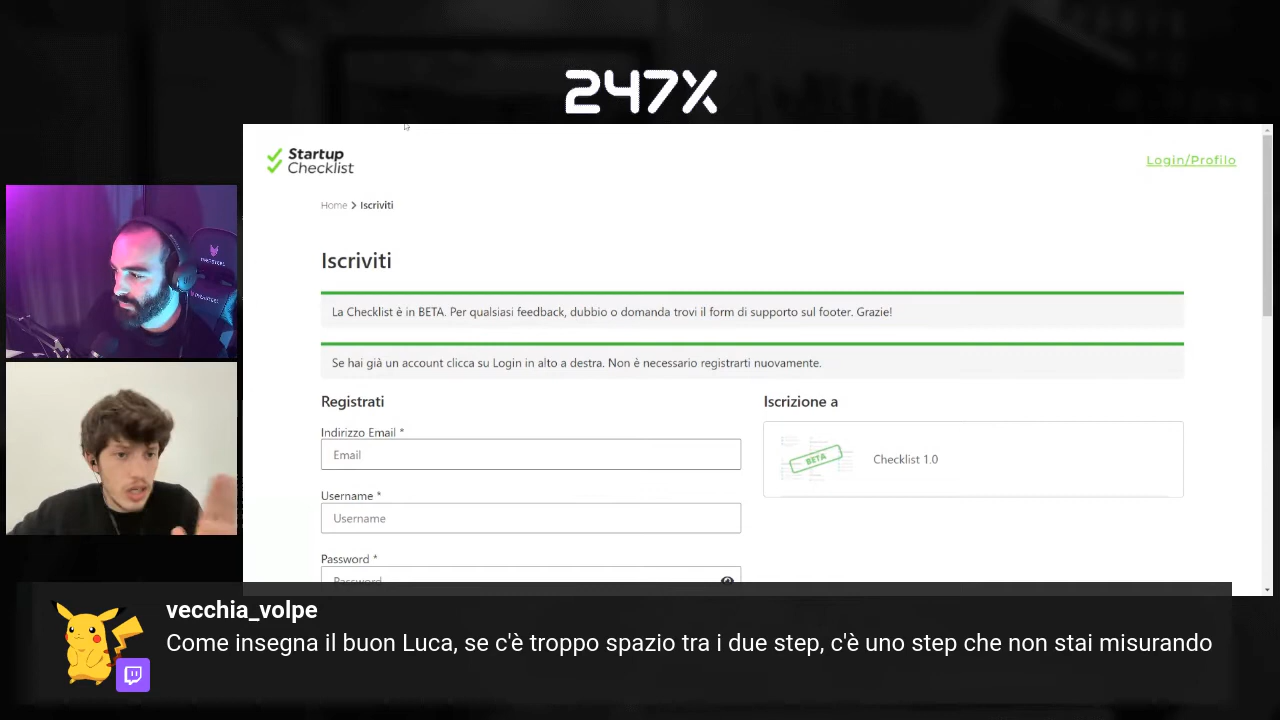 247X
Startup
Checklist
Login/Profilo
Home > Iscriviti
Iscriviti
La Checklist è in BETA. Per qualsiasi feedback, dubbio o domanda trovi il form di supporto sul footer. Grazie!
Se hai già un account clicca su Login in alto a destra. Non è necessario registrarti nuovamente.
Registrati
Iscrizione a
Indirizzo Email *
Email
BETA
Checklist 1.0
Username *
Username
Password *
Password
vecchia_volpe
Come insegna il buon Luca, se c'è troppo spazio tra i due step, c'è uno step che non stai misurando